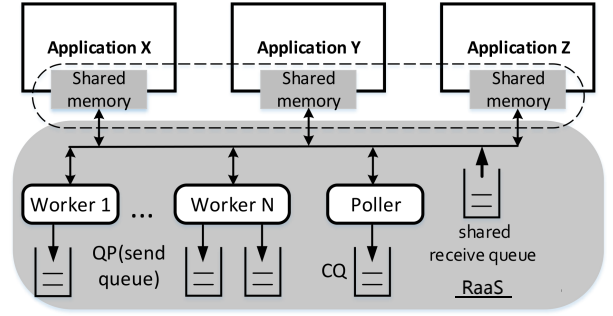 Application X
Application Y
Application Z
Shared
memory
Shared
memory
Shared
memory
Worker 1
...
Worker N
Poller
shared
receive queue
QP(send
queue)
CQ
RaaS